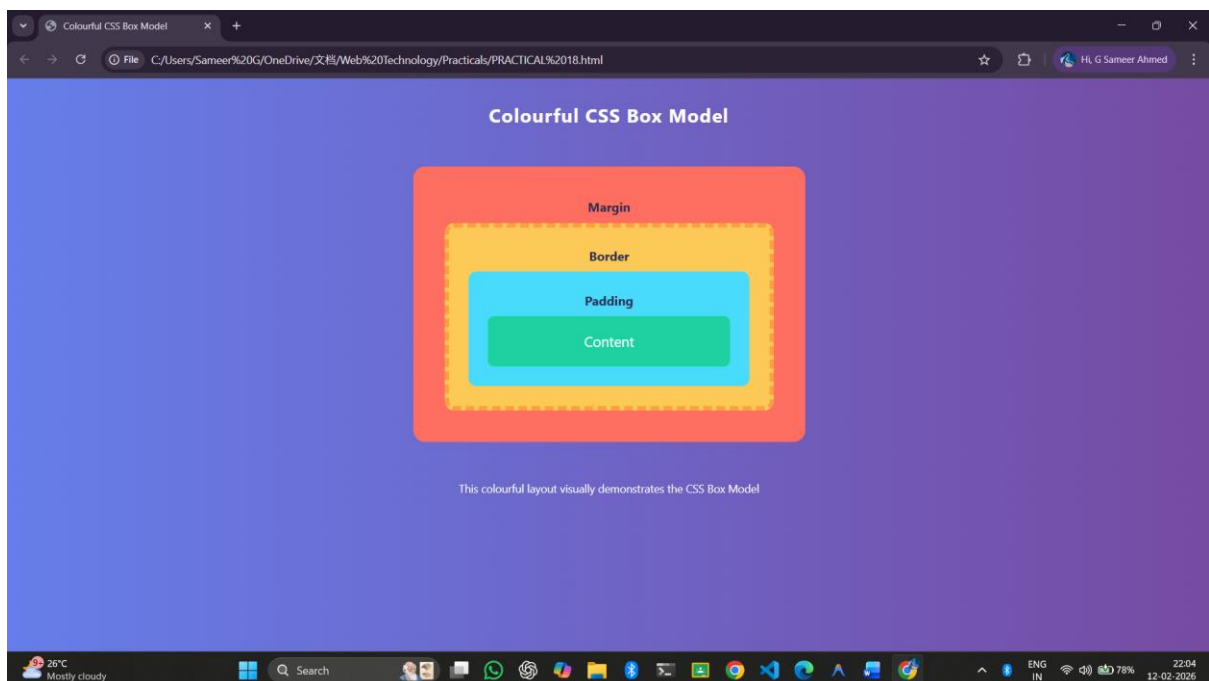 Colourful CSS Box Model
File C:/Users/Sameer%20G/OneDrive/文档/Web%20Technology/Practicals/PRACTICAL%2018.html
Hi, G Sameer Ahmed
Colourful CSS Box Model
Margin
Border
Padding
Content
This colourful layout visually demonstrates the CSS Box Model
26°C
Mostly cloudy
Search
ENG
IN
78%
22:04
12-02-2026